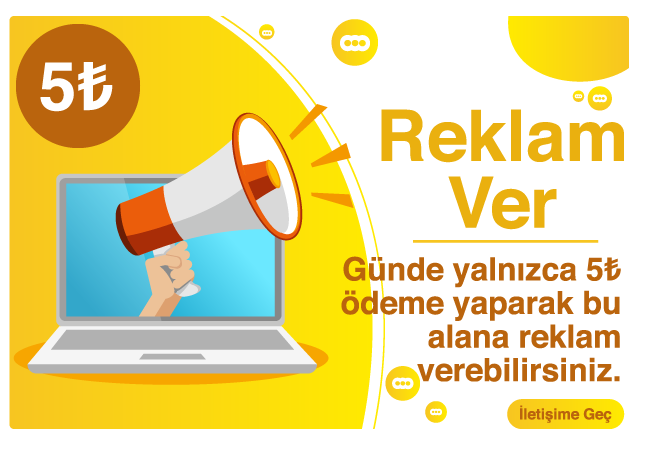 5₺
Reklam
Ver
Günde yalnızca 5₺
ödeme yaparak bu
alana reklam
verebilirsiniz.
İletişime Geç